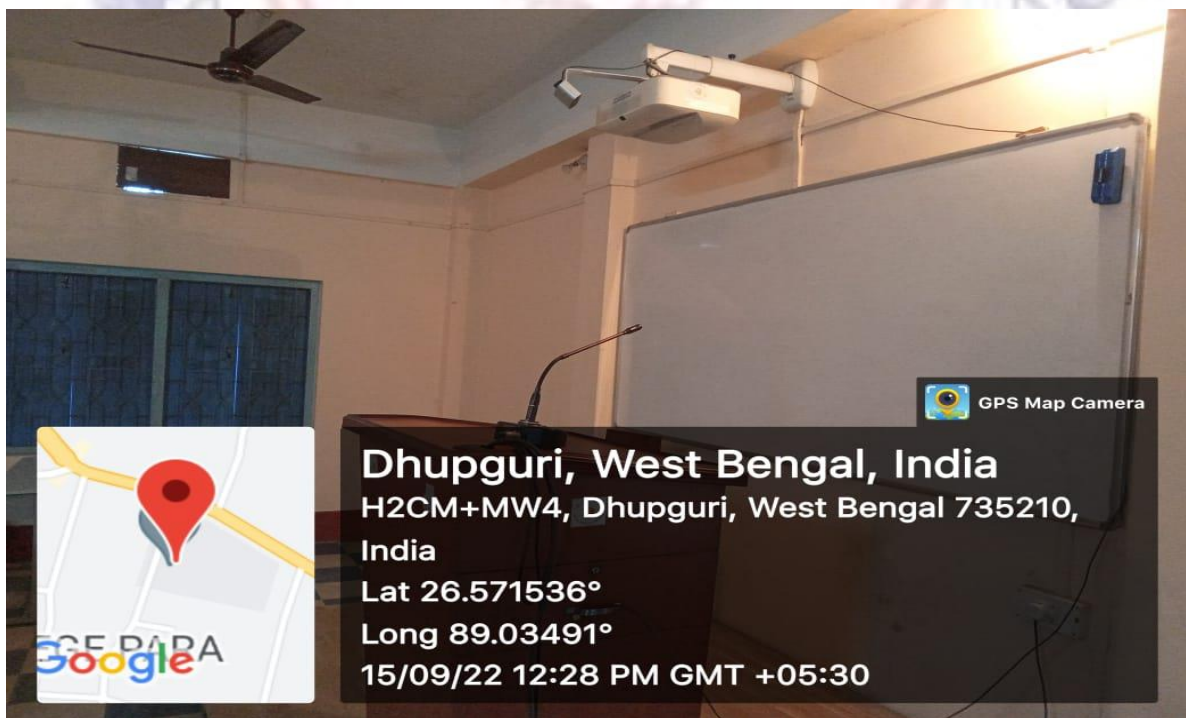 GPS Map Camera
Dhupguri, West Bengal, India
H2CM+MW4, Dhupguri, West Bengal 735210,
India
Lat 26.571536°
Long 89.03491°
15/09/22 12:28 PM GMT +05:30
PARA
Google